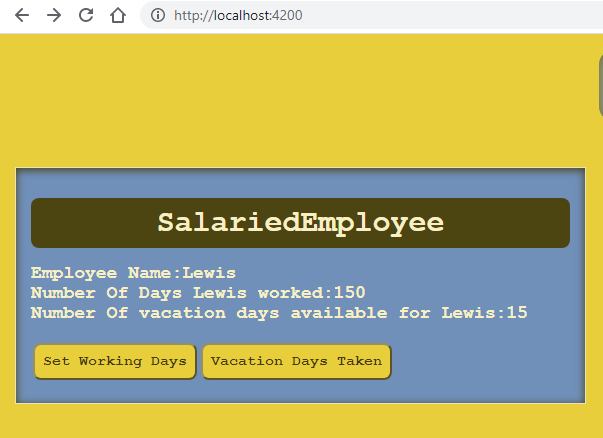 http://localhost:4200
SalariedEmployee
Employee Name:Lewis
Number Of Days Lewis worked:150
Number Of vacation days available for Lewis:15
Set Working Days Vacation Days Taken